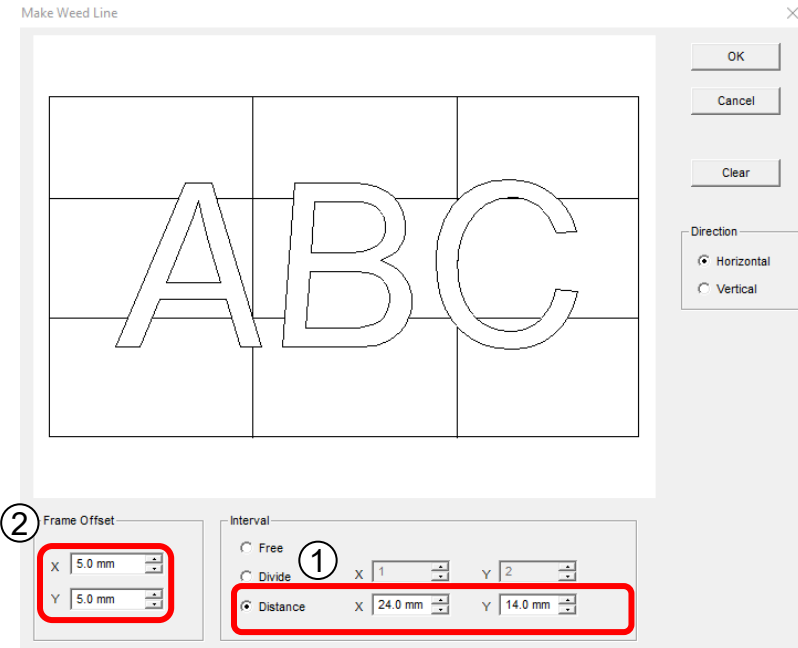 Make Weed Line
OK
Cancel
Clear
Direction
Horizontal
Vertical
ABC
② Frame Offset
X 5.0 mm
Y 5.0 mm
Interval
Free
①
Divide X 1 Y 2
Distance X 24.0 mm Y 14.0 mm